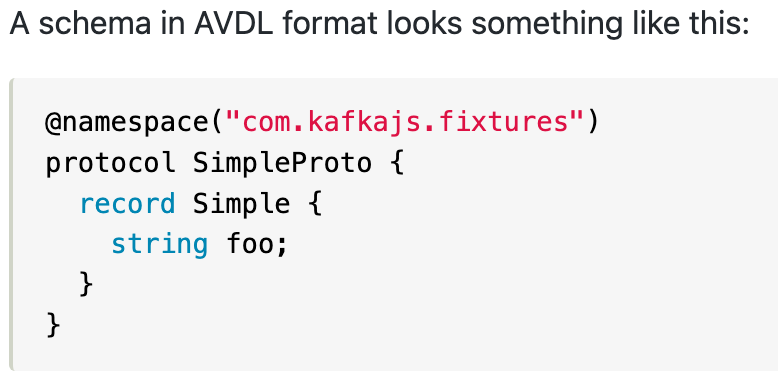 A schema in AVDL format looks something like this:
@namespace("com.kafkajs.fixtures")
protocol SimpleProto {
  record Simple {
    string foo;
  }
}